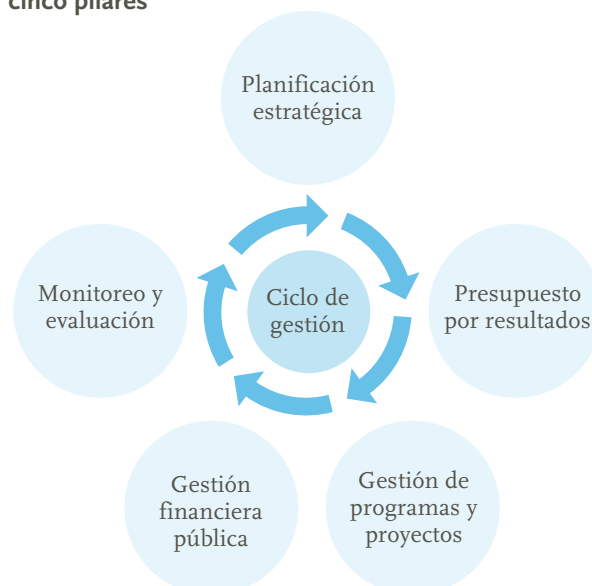 cinco pilares
Planificación
estratégica
Monitoreo y
evaluación
Ciclo de
gestión
Presupuesto
por resultados
Gestión
financiera
pública
Gestión de
programas y
proyectos